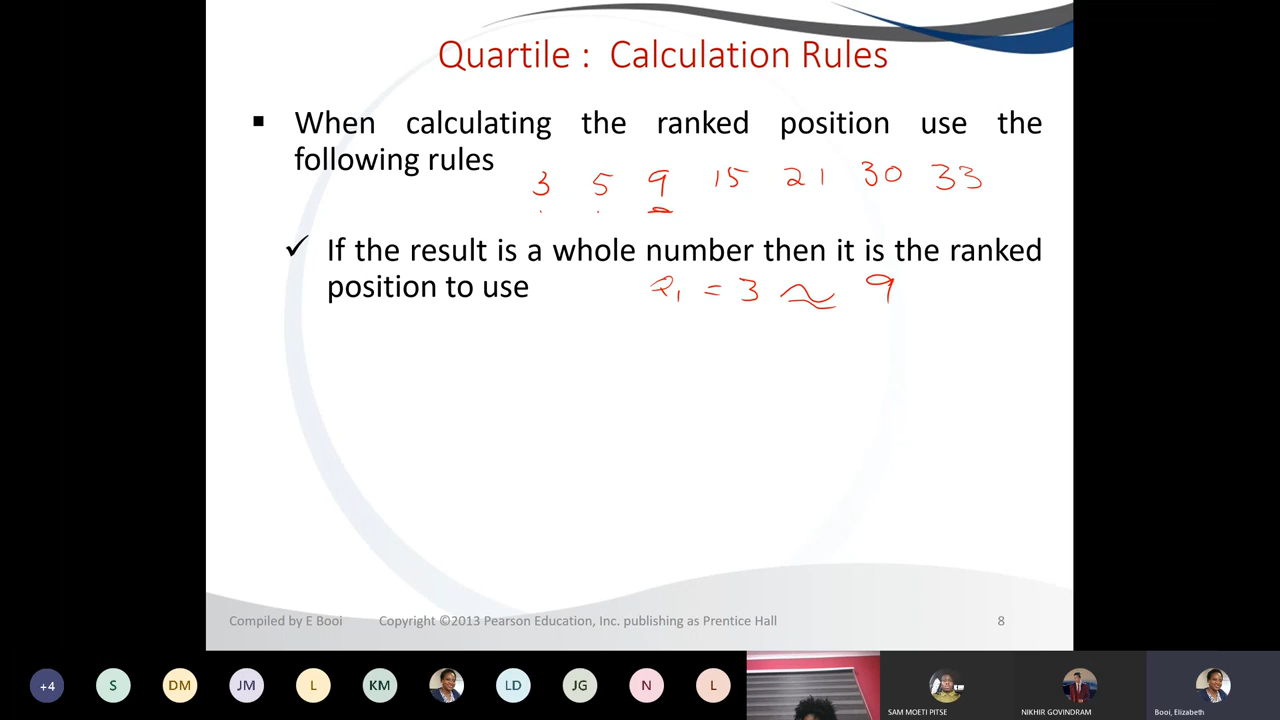 Quartile : Calculation Rules
▪ When calculating the ranked position use the
following rules
3 5 9 15 21 30 33
✓ If the result is a whole number then it is the ranked
position to use
Q1 = 3 ≈ 9
Compiled by E Booi Copyright ©2013 Pearson Education, Inc. publishing as Prentice Hall 8
+4 S DM JM L KM LD JG N L
SAM MOETI PITSE NIKHIR GOVINDRAM Booi, Elizabeth